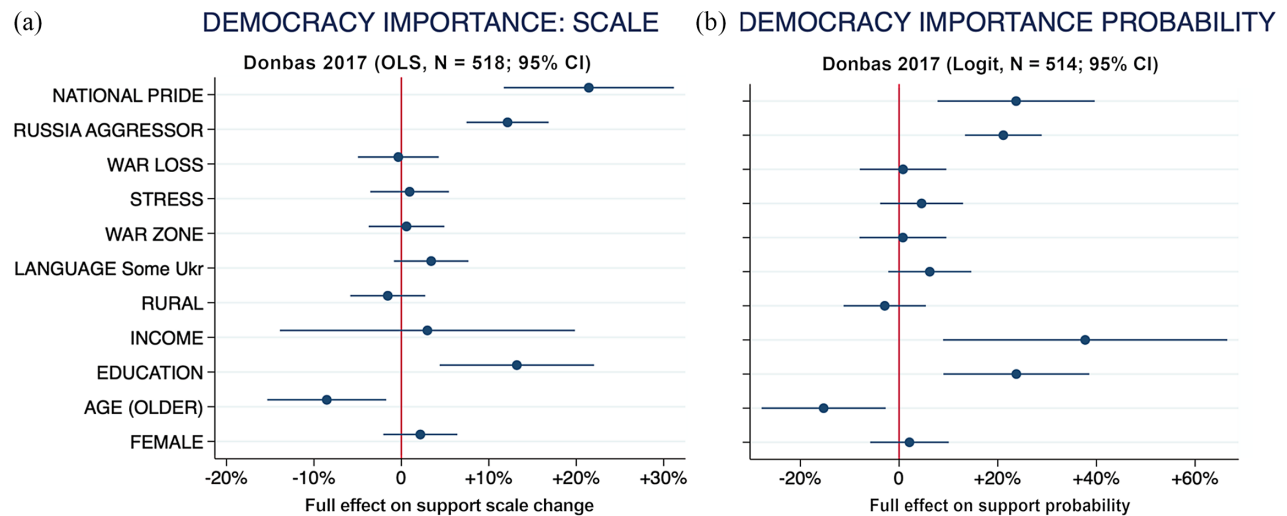 (a) DEMOCRACY IMPORTANCE: SCALE
Donbas 2017 (OLS, N = 518; 95% CI)
NATIONAL PRIDE
RUSSIA AGGRESSOR
WAR LOSS
STRESS
WAR ZONE
LANGUAGE Some Ukr
RURAL
INCOME
EDUCATION
AGE (OLDER)
FEMALE
-20% -10% 0 +10% +20% +30%
Full effect on support scale change
(b) DEMOCRACY IMPORTANCE PROBABILITY
Donbas 2017 (Logit, N = 514; 95% CI)
-20% 0 +20% +40% +60%
Full effect on support probability